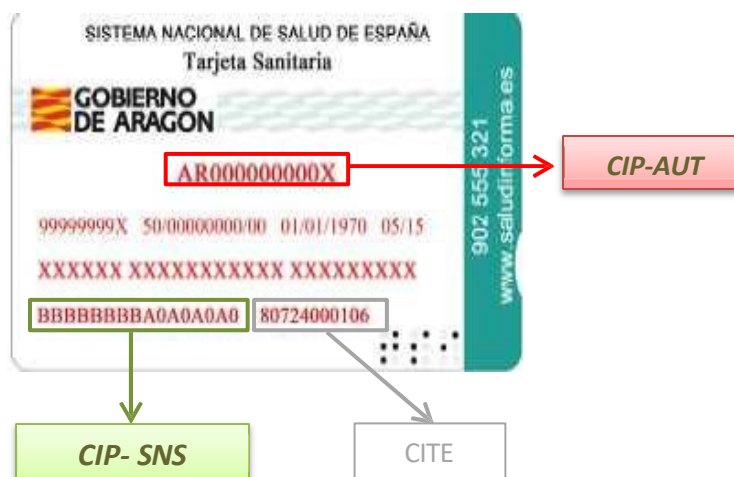 SISTEMA NACIONAL DE SALUD DE ESPAÑA
Tarjeta Sanitaria
GOBIERNO
DE ARAGON
AR000000000X
CIP-AUT
99999999X 50/00000000/00 01/01/1970 05/15
XXXXXX XXXXXXXXXXX XXXXXXXXX
BBBBBBBBA0A0A0A0 80724000106
902 555 321
www.saludinforma.es
CIP- SNS
CITE